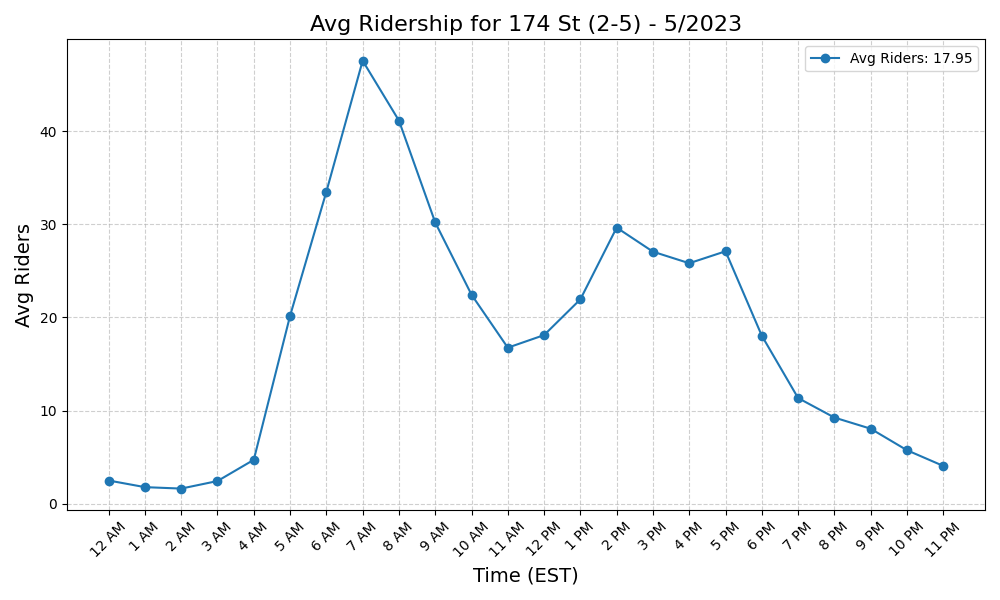 Avg Ridership for 174 St (2-5) - 5/2023
Avg Riders: 17.95
Avg Riders
40
30
20
10
0
12 AM
1 AM
2 AM
3 AM
4 AM
5 AM
6 AM
7 AM
8 AM
9 AM
10 AM
11 AM
12 PM
1 PM
2 PM
3 PM
4 PM
5 PM
6 PM
7 PM
8 PM
9 PM
10 PM
11 PM
Time (EST)